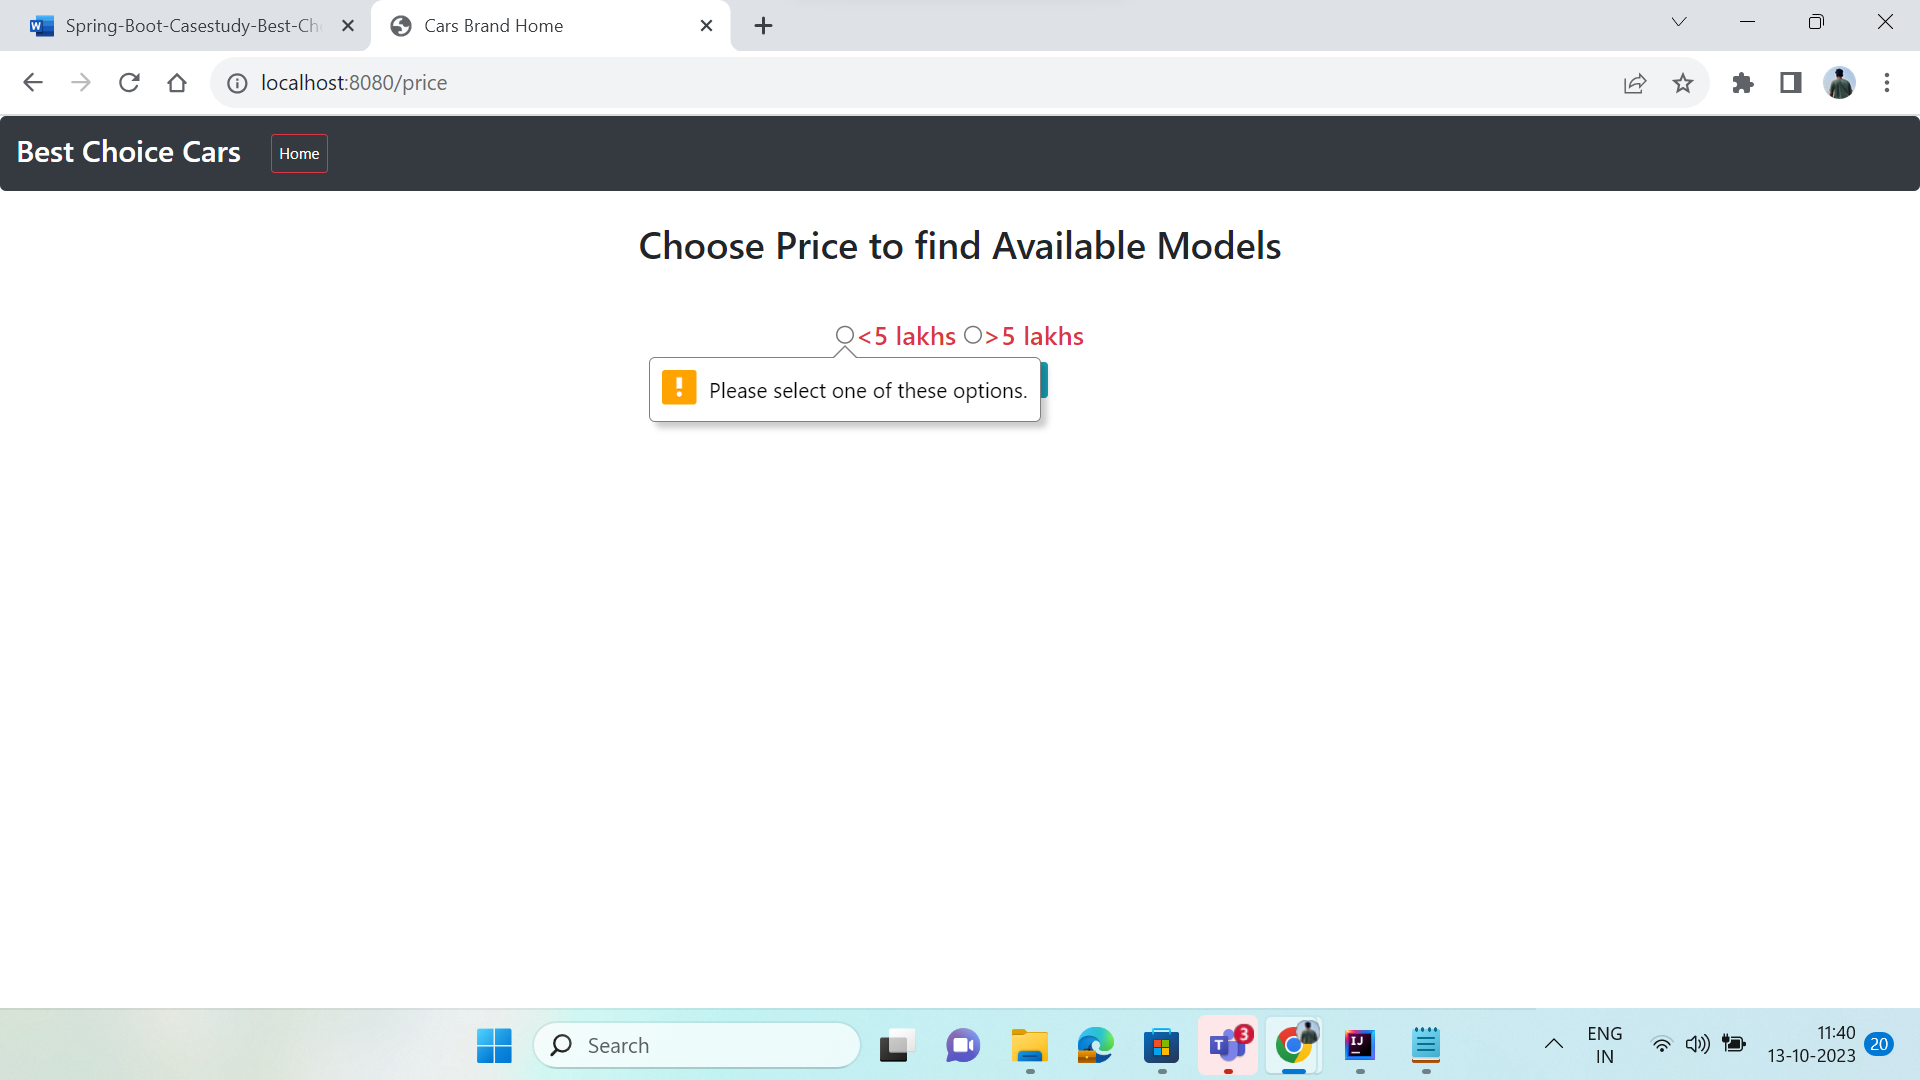 Spring-Boot-Casestudy-Best-Ch
Cars Brand Home
localhost:8080/price
Best Choice Cars
Home
Choose Price to find Available Models
<5 lakhs >5 lakhs
Please select one of these options.
Search
3
ENG
IN
11:40
13-10-2023
20